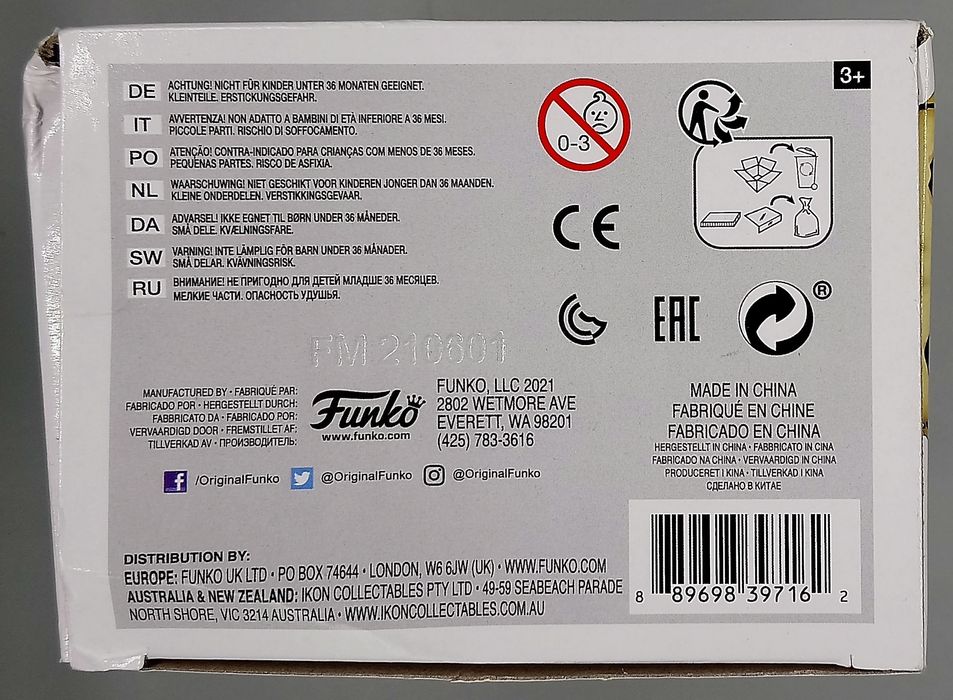 3+
DE ACHTUNG! NICHT FÜR KINDER UNTER 36 MONATEN GEEIGNET.
KLEINTEILE. ERSTICKUNGSGEFAHR.
IT AVVERTENZA! NON ADATTO A BAMBINI DI ETÀ INFERIORE A 36 MESI.
PICCOLE PARTI. RISCHIO DI SOFFOCAMENTO.
PO ATENÇÃO! CONTRA-INDICADO PARA CRIANÇAS COM MENOS DE 36 MESES.
PEQUENAS PARTES. RISCO DE ASFIXIA.
NL WAARSCHUWING! NIET GESCHIKT VOOR KINDEREN JONGER DAN 36 MAANDEN.
KLEINE ONDERDELEN. VERSTIKKINGSGEVAAR.
DA ADVARSEL! IKKE EGNET TIL BØRN UNDER 36 MÅNEDER.
SMÅ DELE. KVÆLNINGSFARE.
SW VARNING! INTE LÄMPLIG FÖR BARN UNDER 36 MÅNADER.
SMÅ DELAR. KVÄVNINGSRISK.
RU ВНИМАНИЕ! НЕ ПРИГОДНО ДЛЯ ДЕТЕЙ МЛАДШЕ 36 МЕСЯЦЕВ.
МЕЛКИЕ ЧАСТИ. ОПАСНОСТЬ УДУШЬЯ.
0-3
CE
EAC
®
FM 210601
MANUFACTURED BY • FABRIQUÉ PAR:
FABRICADO POR • HERGESTELLT DURCH:
FABBRICATO DA • FABRICADO POR:
VERVAARDIGD DOOR • FREMSTILLET AF:
TILLVERKAD AV • ПРОИЗВОДИТЕЛЬ:
Funko
www.funko.com
FUNKO, LLC 2021
2802 WETMORE AVE
EVERETT, WA 98201
(425) 783-3616
/OriginalFunko @OriginalFunko @OriginalFunko
MADE IN CHINA
FABRIQUÉ EN CHINE
FABRICADO EN CHINA
HERGESTELLT IN CHINA • FABBRICATO IN CINA
FABRICADO NA CHINA • VERVAARDIGD IN CHINA
PRODUCERET I KINA • TILLVERKAD I KINA
СДЕЛАНО В КИТАЕ
DISTRIBUTION BY:
EUROPE: FUNKO UK LTD • PO BOX 74644 • LONDON, W6 6JW (UK) • WWW.FUNKO.COM
AUSTRALIA & NEW ZEALAND: IKON COLLECTABLES PTY LTD • 49-59 SEABEACH PARADE
NORTH SHORE, VIC 3214 AUSTRALIA • WWW.IKONCOLLECTABLES.COM.AU
8 89698 39716 2